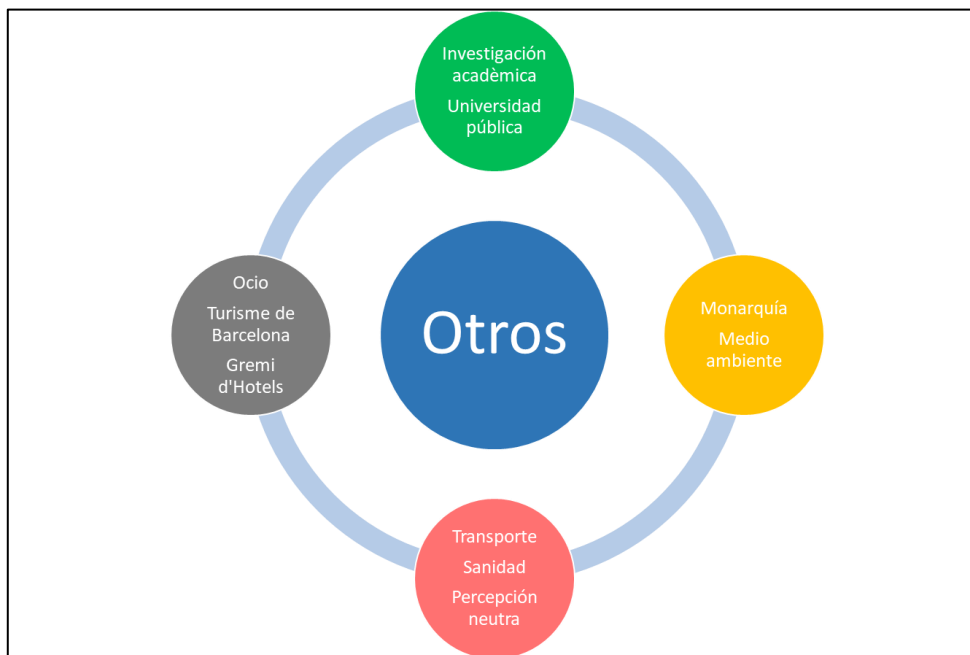 Investigación
acadèmica
Universidad
pública
Ocio
Turisme de
Barcelona
Gremi
d'Hotels
Otros
Monarquía
Medio
ambiente
Transporte
Sanidad
Percepción
neutra